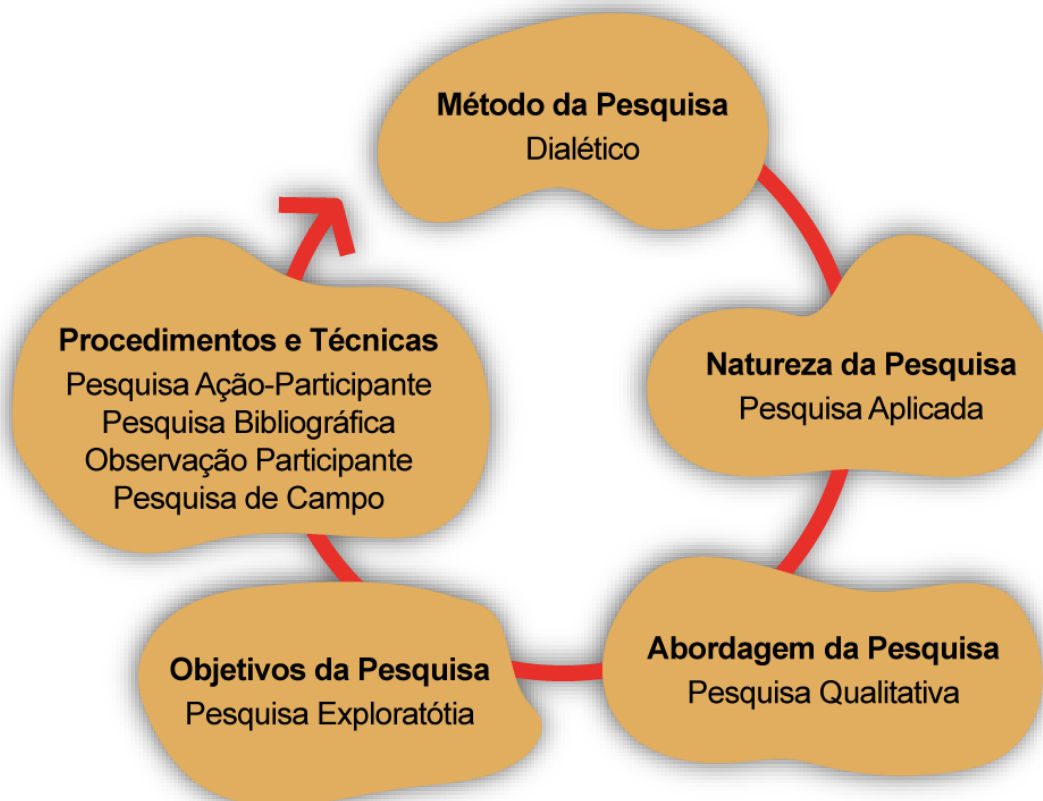 Método da Pesquisa
Dialético
Natureza da Pesquisa
Pesquisa Aplicada
Abordagem da Pesquisa
Pesquisa Qualitativa
Objetivos da Pesquisa
Pesquisa Exploratótia
Procedimentos e Técnicas
Pesquisa Ação-Participante
Pesquisa Bibliográfica
Observação Participante
Pesquisa de Campo